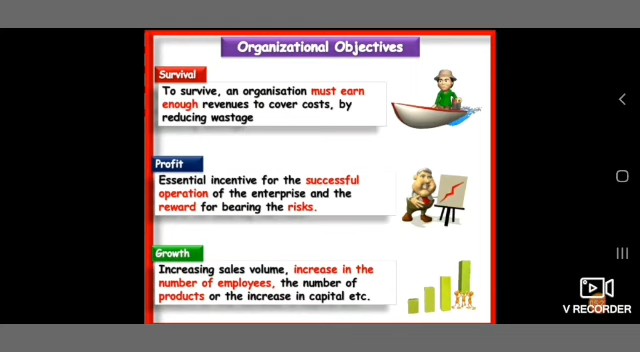 Organizational Objectives
Survival
To survive, an organisation must earn
enough revenues to cover costs, by
reducing wastage
Profit
Essential incentive for the successful
operation of the enterprise and the
reward for bearing the risks.
Growth
Increasing sales volume, increase in the
number of employees, the number of
products or the increase in capital etc.
V RECORDER